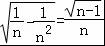 √(1/n − 1/n²) = √(n−1)/n